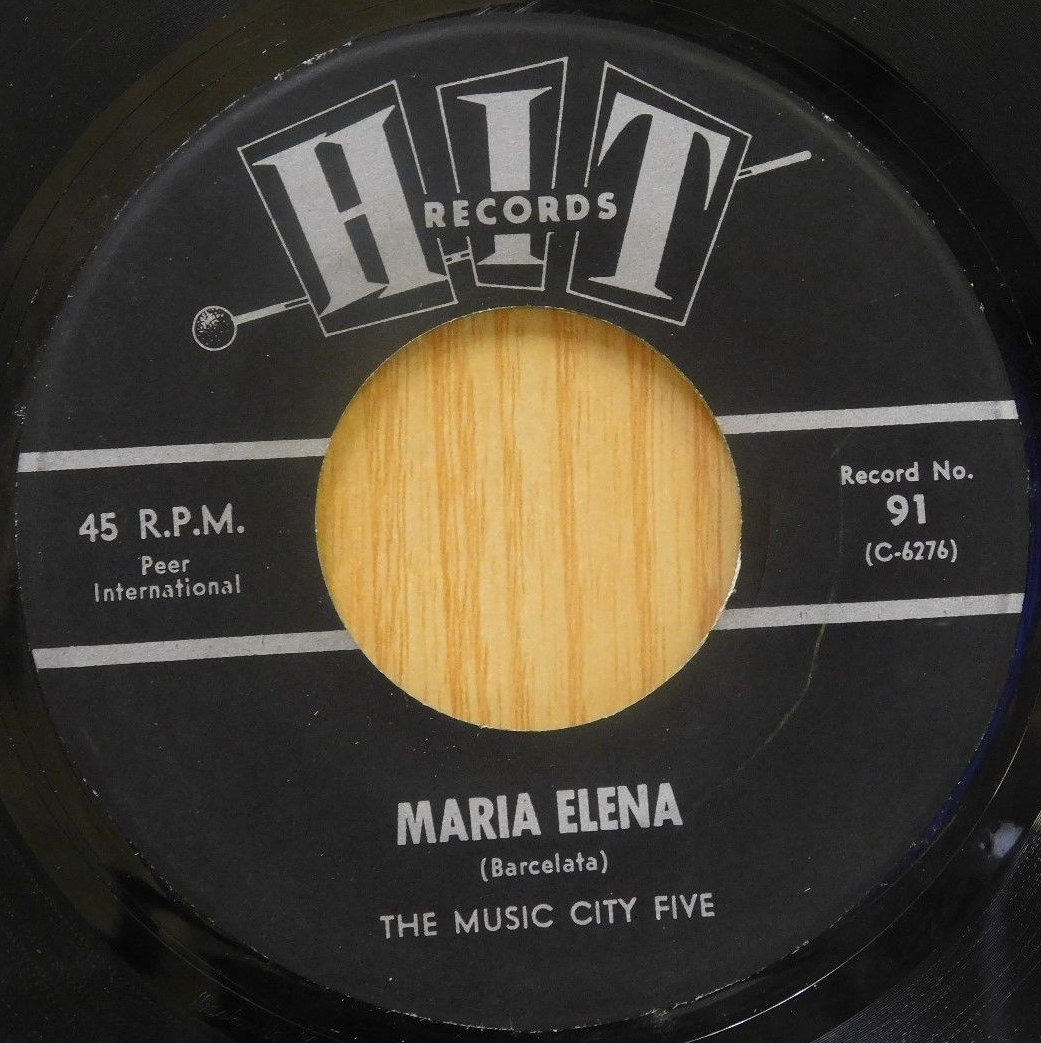 HIT
RECORDS
45 R.P.M.
Peer
International
Record No.
91
(C-6276)
MARIA ELENA
(Barcelata)
THE MUSIC CITY FIVE